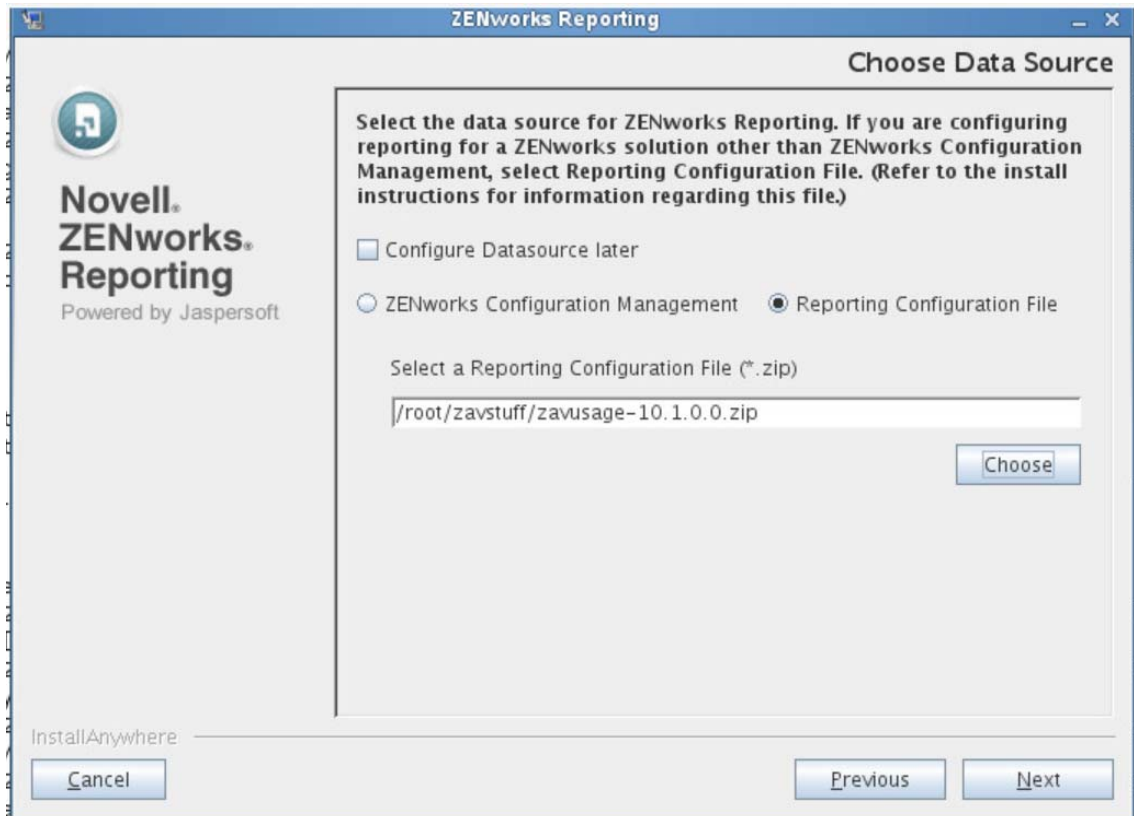 ZENworks Reporting
Choose Data Source
Novell®
ZENworks®
Reporting
Powered by Jaspersoft
Select the data source for ZENworks Reporting. If you are configuring
reporting for a ZENworks solution other than ZENworks Configuration
Management, select Reporting Configuration File. (Refer to the install
instructions for information regarding this file.)
Configure Datasource later
ZENworks Configuration Management
Reporting Configuration File
Select a Reporting Configuration File (*.zip)
/root/zavstuff/zavusage-10.1.0.0.zip
Choose
InstallAnywhere
Cancel
Previous
Next